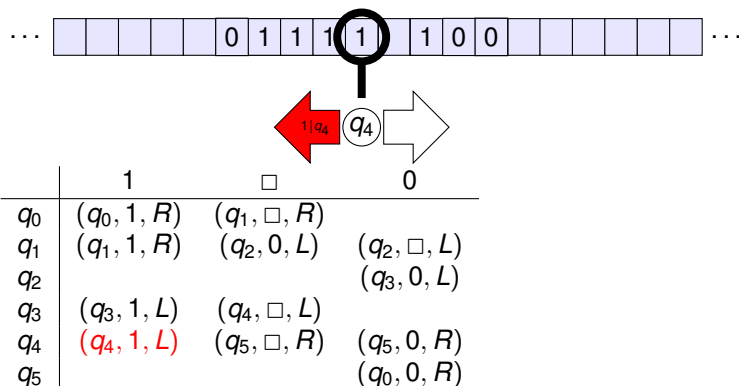 ··· 0 1 1 1 1 1 0 0 ···
1|q₄ q₄
1 □ 0
q₀ (q₀, 1, R) (q₁, □, R)
q₁ (q₁, 1, R) (q₂, 0, L) (q₂, □, L)
q₂ (q₃, 0, L)
q₃ (q₃, 1, L) (q₄, □, L)
q₄ (q₄, 1, L) (q₅, □, R) (q₅, 0, R)
q₅ (q₀, 0, R)